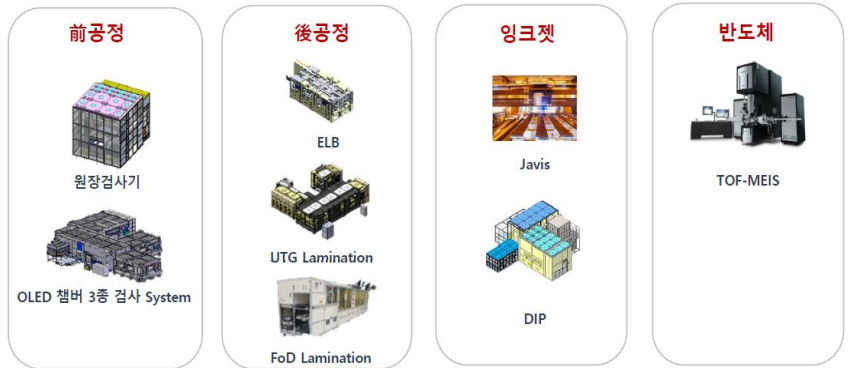 前공정
원장검사기
OLED 챔버 3종 검사 System
後공정
ELB
UTG Lamination
FoD Lamination
잉크젯
Javis
DIP
반도체
TOF-MEIS